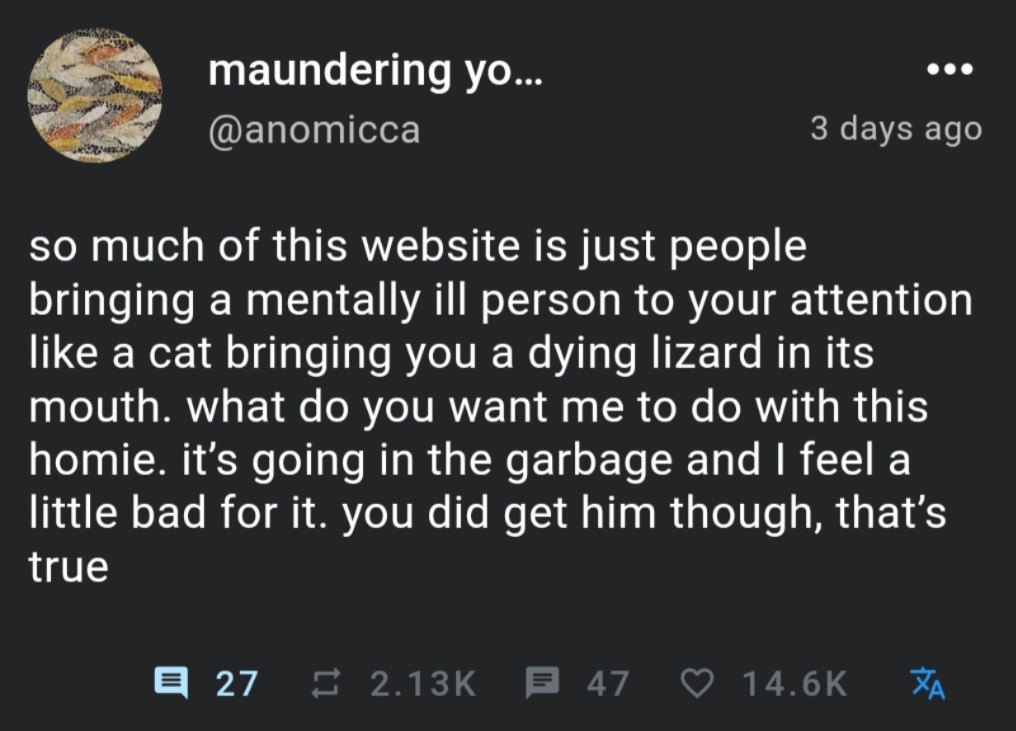 maundering yo...
@anomicca
3 days ago
so much of this website is just people
bringing a mentally ill person to your attention
like a cat bringing you a dying lizard in its
mouth. what do you want me to do with this
homie. it’s going in the garbage and I feel a
little bad for it. you did get him though, that’s
true
27 2.13K 47 14.6K